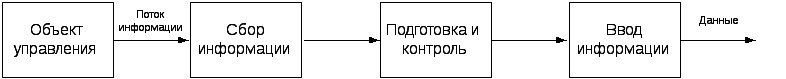 Объект
управления
Поток
информации
Сбор
информации
Подготовка и
контроль
Ввод
информации
Данные